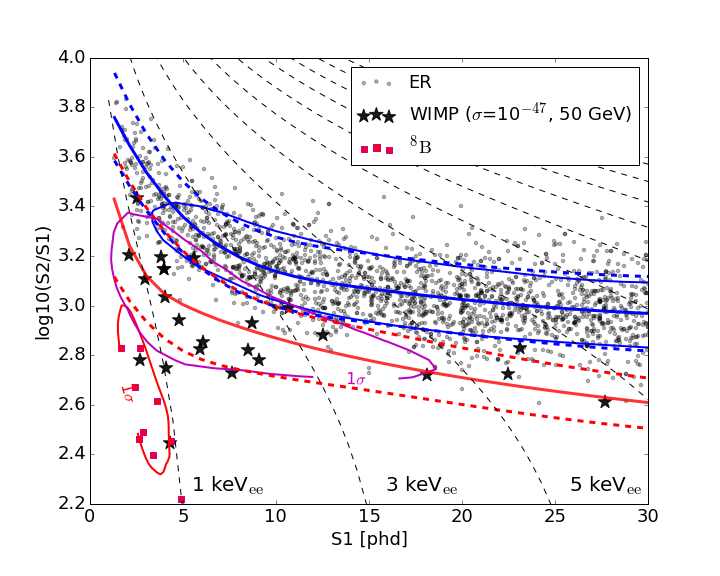 4.0
3.8
3.6
3.4
3.2
3.0
2.8
2.6
2.4
2.2
log10(S2/S1)
ER
WIMP (σ=10⁻⁴⁷, 50 GeV)
⁸B
1σ
1σ
1 keVₑₑ
3 keVₑₑ
5 keVₑₑ
0 5 10 15 20 25 30
S1 [phd]